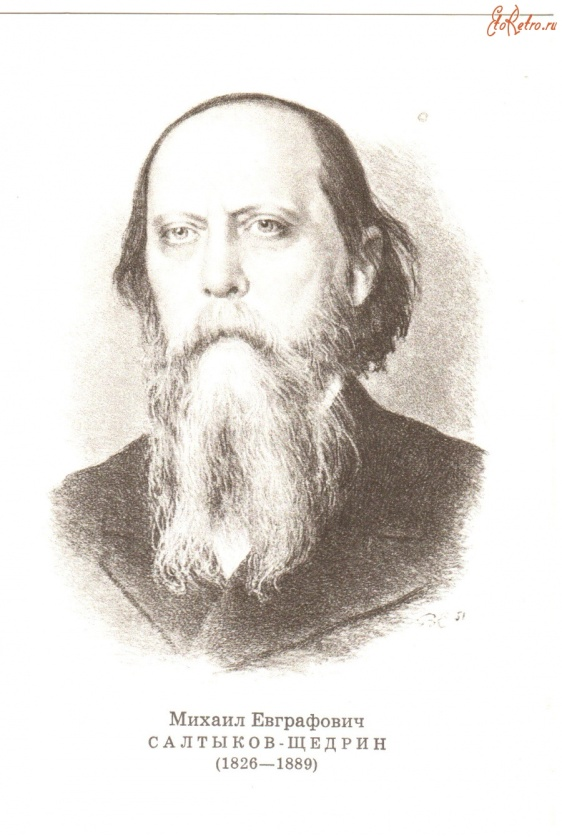 EtoRetro.ru
Михаил Евграфович
САЛТЫКОВ-ЩЕДРИН
(1826—1889)